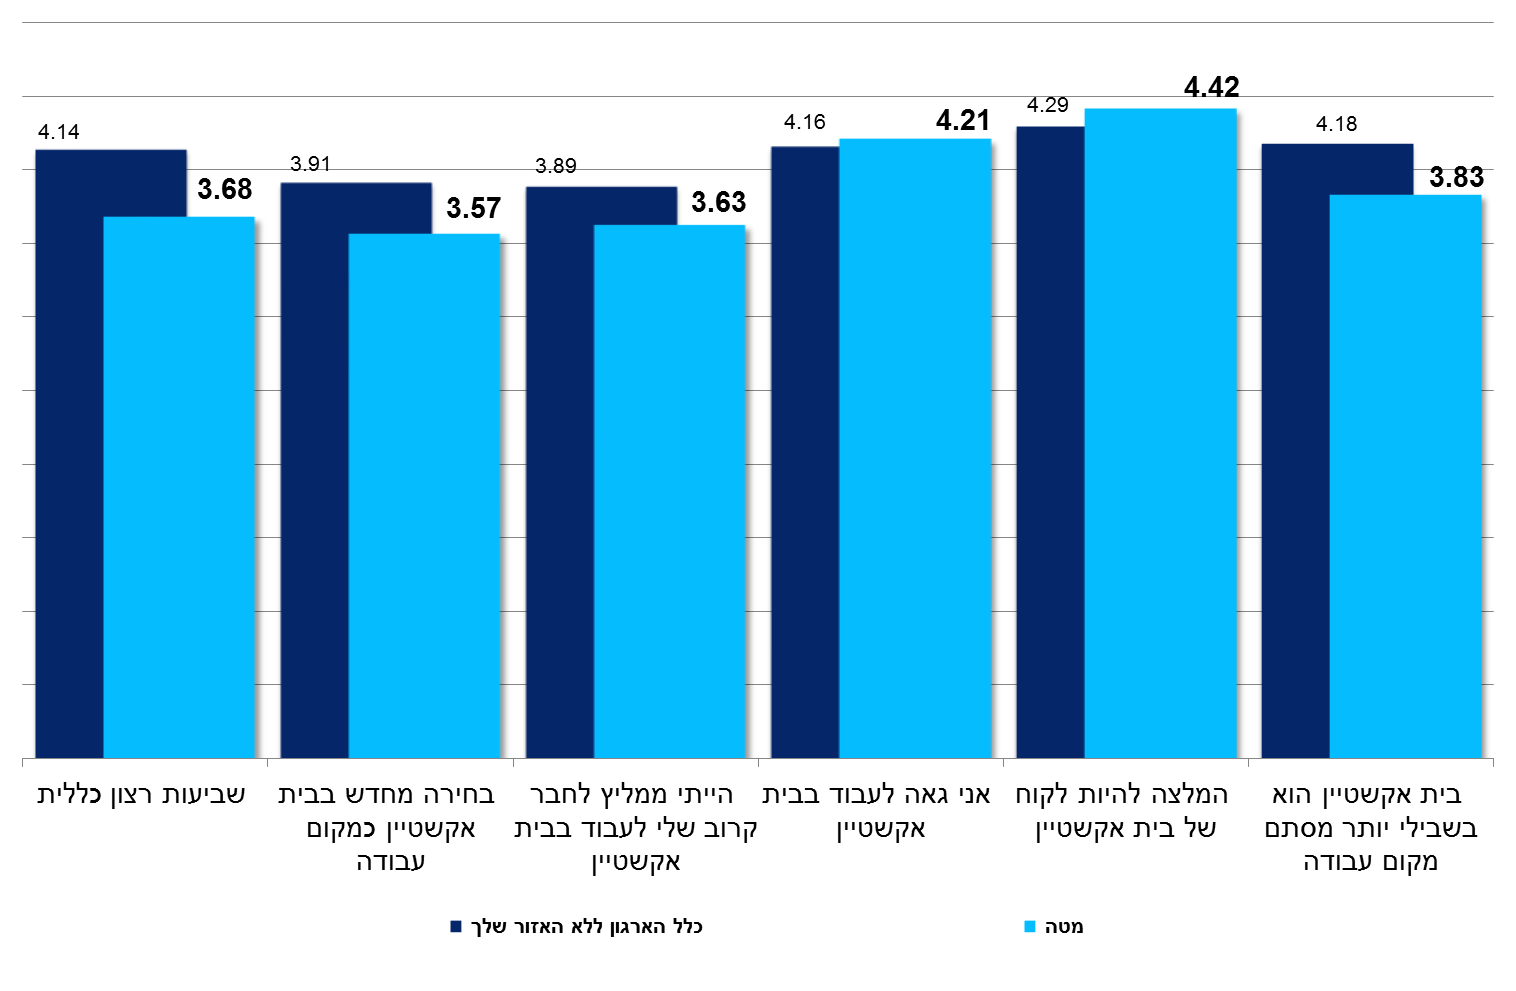 4.14
3.68
3.91
3.57
3.89
3.63
4.16
4.21
4.29
4.42
4.18
3.83
שביעות רצון כללית
בחירה מחדש בבית
אקשטיין כמקום
עבודה
הייתי ממליץ לחבר
קרוב שלי לעבוד בבית
אקשטיין
אני גאה לעבוד בבית
אקשטיין
המלצה להיות לקוח
של בית אקשטיין
בית אקשטיין הוא
בשבילי יותר מסתם
מקום עבודה
כלל הארגון ללא האזור שלך
מטה